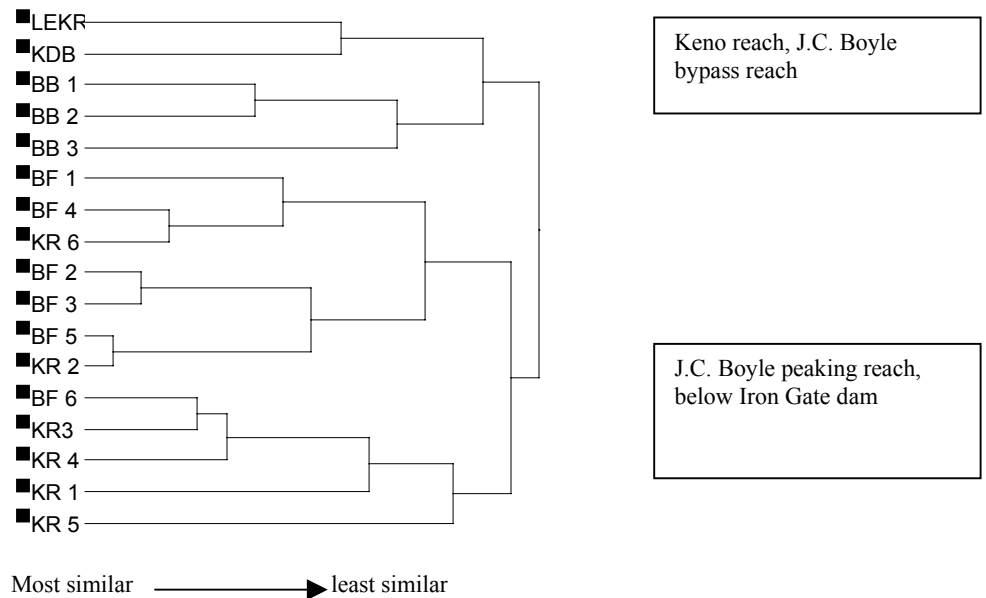 LEKR
KDB
BB 1
BB 2
BB 3
BF 1
BF 4
KR 6
BF 2
BF 3
BF 5
KR 2
BF 6
KR3
KR 4
KR 1
KR 5
Keno reach, J.C. Boyle
bypass reach
J.C. Boyle peaking reach,
below Iron Gate dam
Most similar least similar